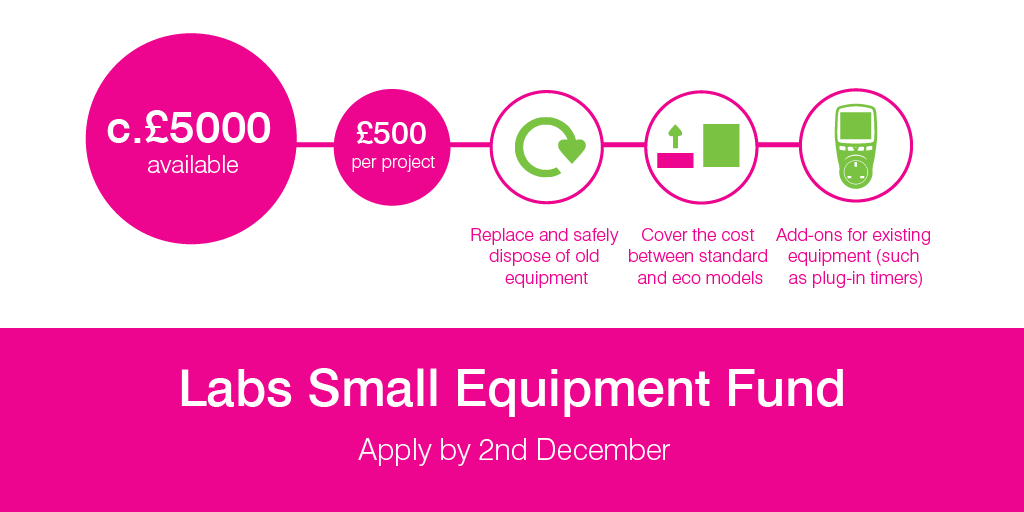 c.£5000
available
£500
per project
Replace and safely
dispose of old
equipment
Cover the cost
between standard
and eco models
Add-ons for existing
equipment (such
as plug-in timers)
Labs Small Equipment Fund
Apply by 2nd December